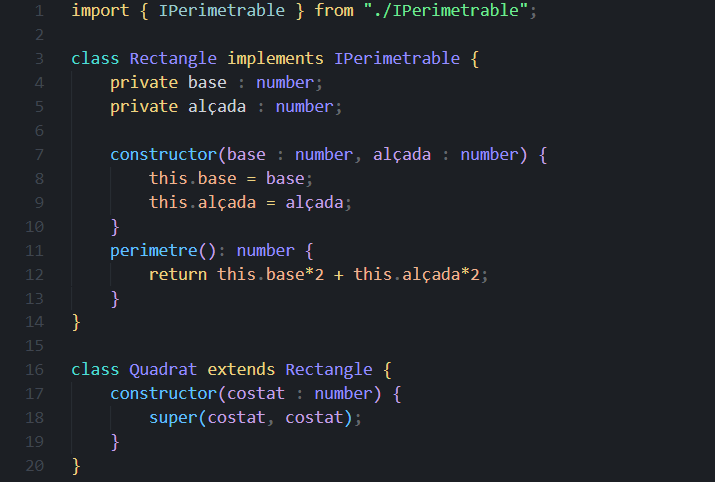 1 import { IPerimetrable } from "./IPerimetrable";
2
3 class Rectangle implements IPerimetrable {
4     private base : number;
5     private alçada : number;
6
7     constructor(base : number, alçada : number) {
8         this.base = base;
9         this.alçada = alçada;
10     }
11     perimetre(): number {
12         return this.base*2 + this.alçada*2;
13     }
14 }
15
16 class Quadrat extends Rectangle {
17     constructor(costat : number) {
18         super(costat, costat);
19     }
20 }